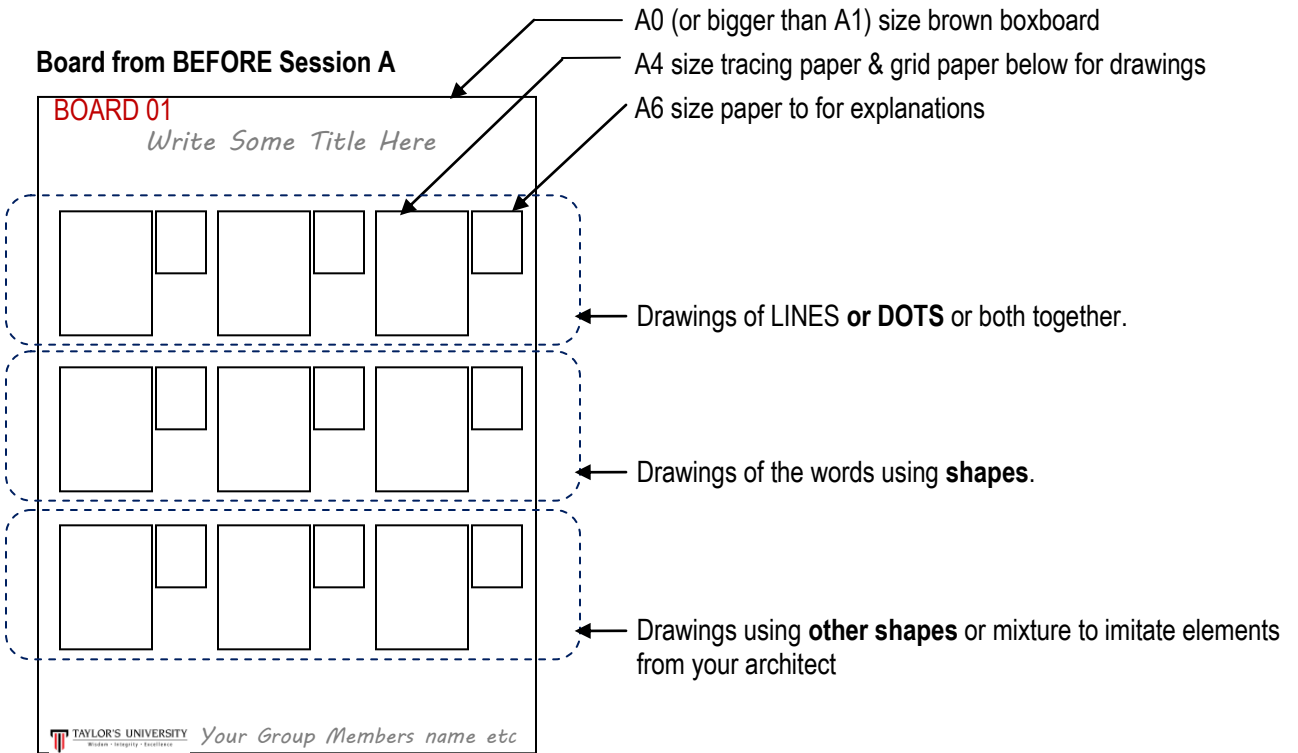 A0 (or bigger than A1) size brown boxboard
Board from BEFORE Session A
A4 size tracing paper & grid paper below for drawings
BOARD 01
A6 size paper to for explanations
Write Some Title Here
Drawings of LINES or DOTS or both together.
Drawings of the words using shapes.
Drawings using other shapes or mixture to imitate elements
from your architect
TAYLOR'S UNIVERSITY
Wisdom · Integrity · Excellence
Your Group Members name etc